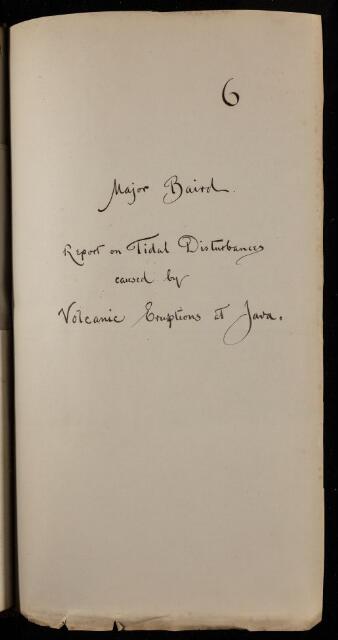 6
Major Baird.
Report on Tidal Disturbances
caused by
Volcanic Eruptions at Java.